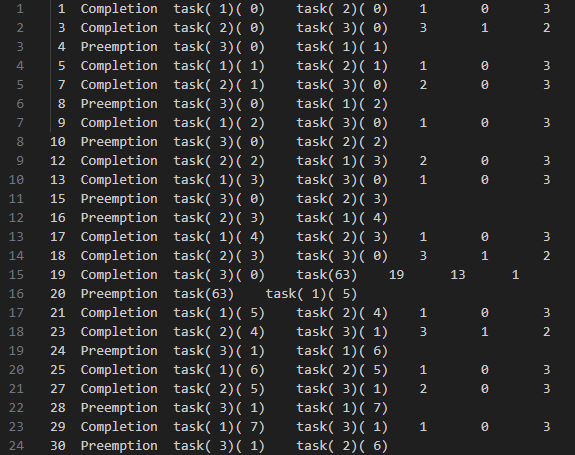 1 1 Completion task( 1)( 0) task( 2)( 0) 1 0 3
2 3 Completion task( 2)( 0) task( 3)( 0) 3 1 2
3 4 Preemption task( 3)( 0) task( 1)( 1)
4 5 Completion task( 1)( 1) task( 2)( 1) 1 0 3
5 7 Completion task( 2)( 1) task( 3)( 0) 2 0 3
6 8 Preemption task( 3)( 0) task( 1)( 2)
7 9 Completion task( 1)( 2) task( 3)( 0) 1 0 3
8 10 Preemption task( 3)( 0) task( 2)( 2)
9 12 Completion task( 2)( 2) task( 1)( 3) 2 0 3
10 13 Completion task( 1)( 3) task( 3)( 0) 1 0 3
11 15 Preemption task( 3)( 0) task( 2)( 3)
12 16 Preemption task( 2)( 3) task( 1)( 4)
13 17 Completion task( 1)( 4) task( 2)( 3) 1 0 3
14 18 Completion task( 2)( 3) task( 3)( 0) 3 1 2
15 19 Completion task( 3)( 0) task(63) 19 13 1
16 20 Preemption task(63) task( 1)( 5)
17 21 Completion task( 1)( 5) task( 2)( 4) 1 0 3
18 23 Completion task( 2)( 4) task( 3)( 1) 3 1 2
19 24 Preemption task( 3)( 1) task( 1)( 6)
20 25 Completion task( 1)( 6) task( 2)( 5) 1 0 3
21 27 Completion task( 2)( 5) task( 3)( 1) 2 0 3
22 28 Preemption task( 3)( 1) task( 1)( 7)
23 29 Completion task( 1)( 7) task( 3)( 1) 1 0 3
24 30 Preemption task( 3)( 1) task( 2)( 6)